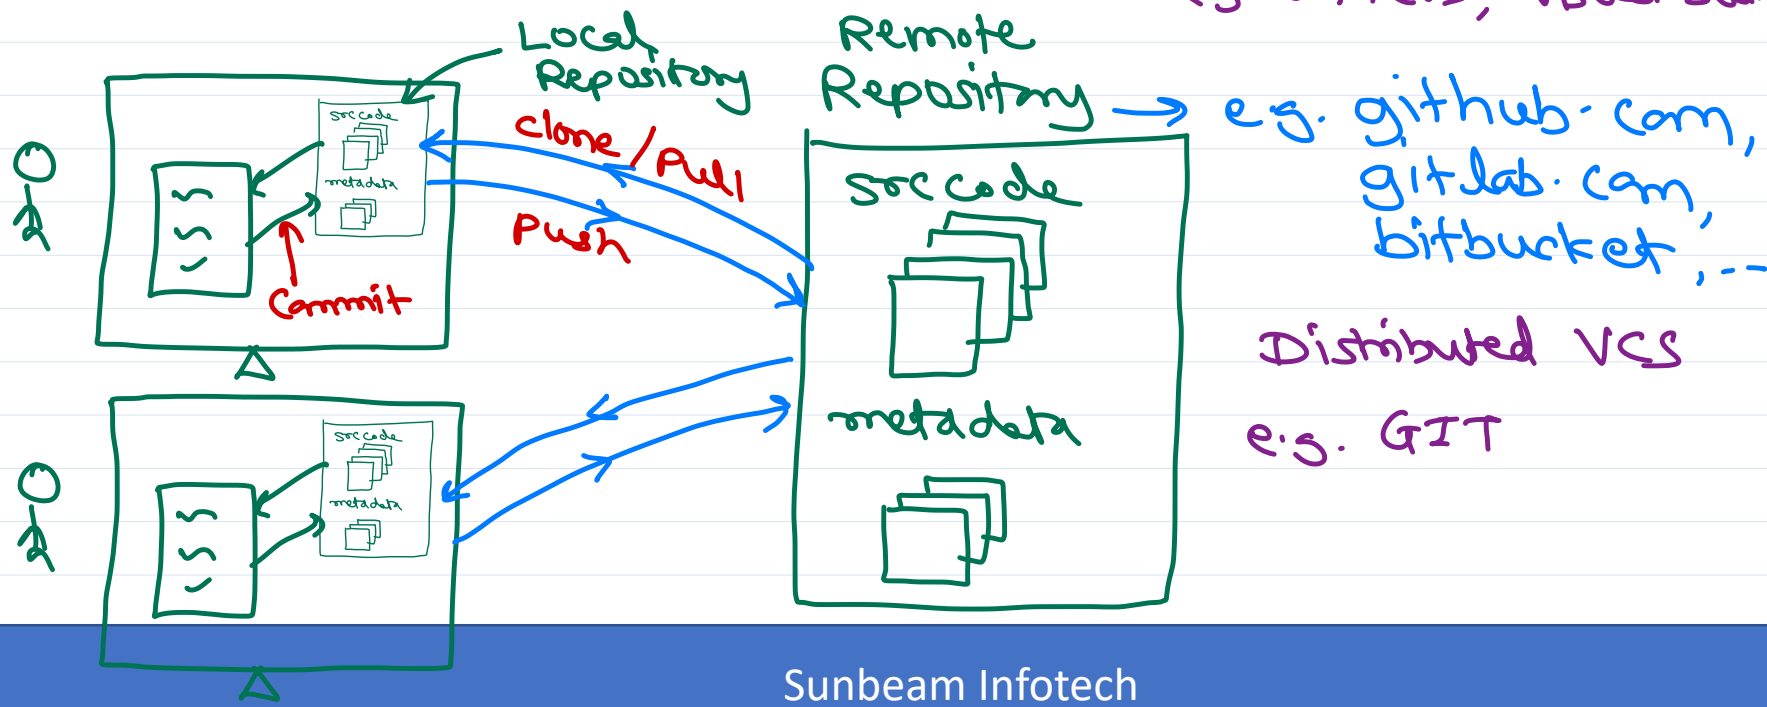 Local
Repository
Remote
Repository
e.g. github.com,
gitlab.com,
bitbucket, ...
src code
metadata
clone/Pull
Push
Commit
src code
metadata
src code
metadata
Distributed VCS
e.g. GIT
Sunbeam Infotech